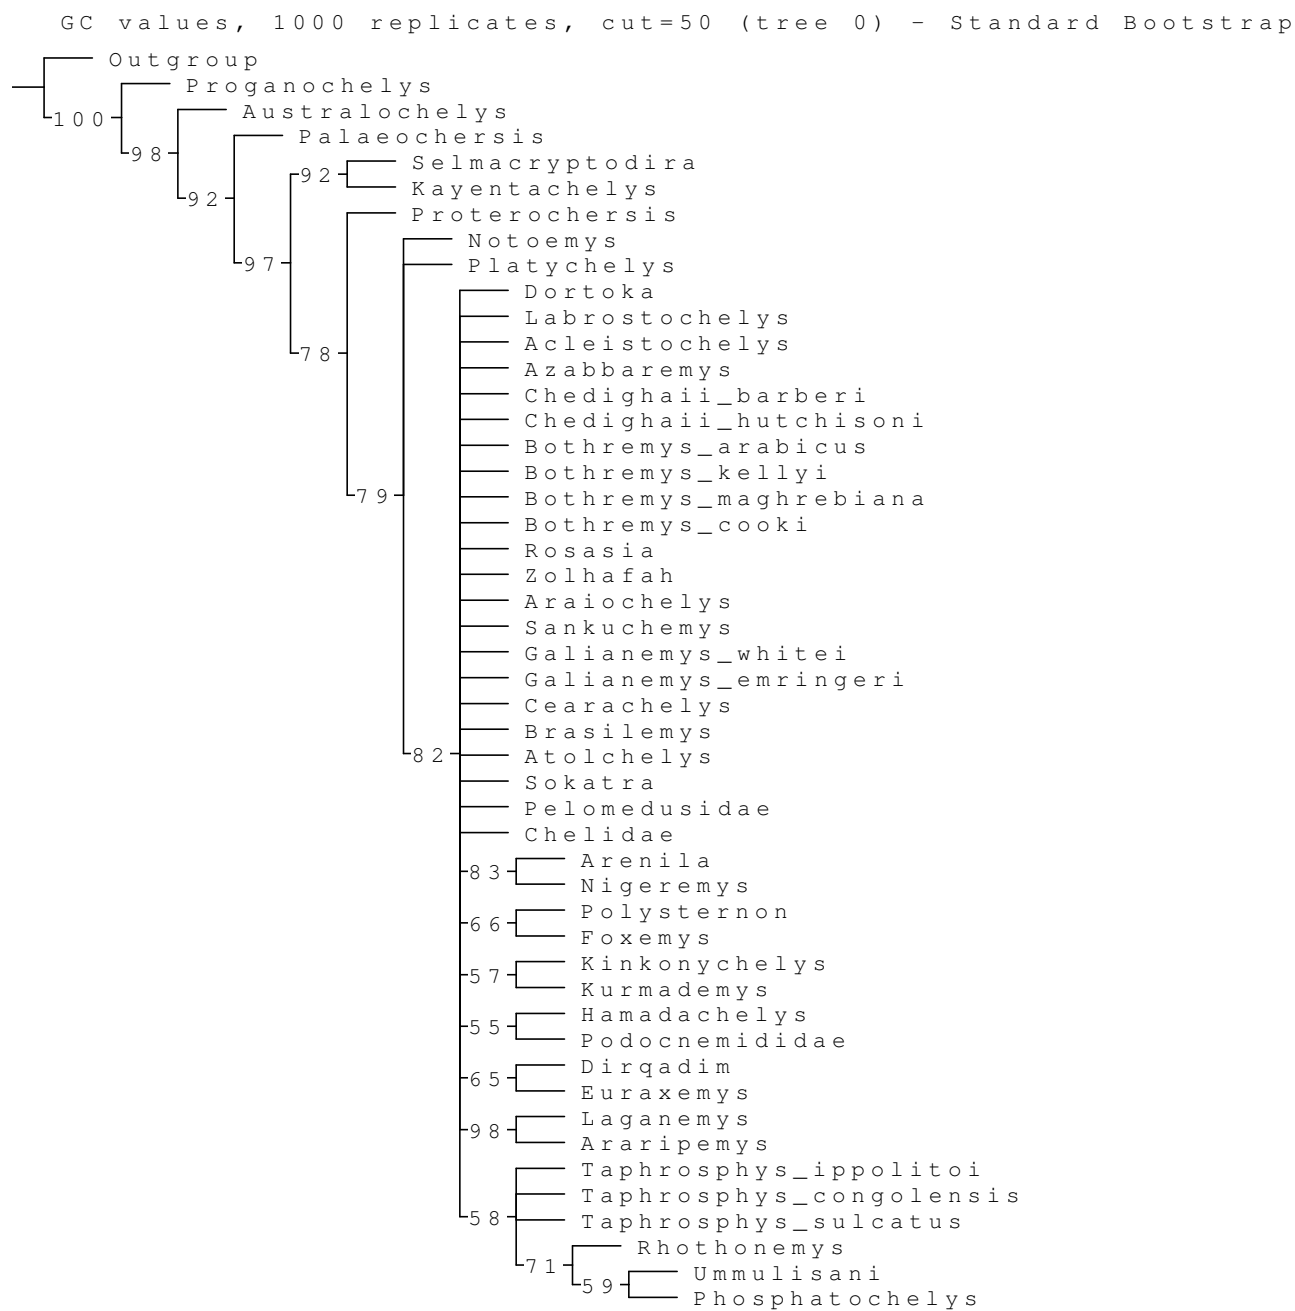 GC values, 1000 replicates, cut=50 (tree 0) - Standard Bootstrap
Outgroup
Proganochelys
100
Australochelys
Palaeochersis
98
Selmacryptodira
92
Kayentachelys
92
Proterochersis
Notoemys
97
Platychelys
Dortoka
Labrostochelys
Acleistochelys
78
Azabbaremys
Chedighaii_barberi
Chedighaii_hutchisoni
Bothremys_arabicus
Bothremys_kellyi
79
Bothremys_maghrebiana
Bothremys_cooki
Rosasia
Zolhafah
Araiochelys
Sankuchemys
Galianemys_whitei
Galianemys_emringeri
Cearachelys
Brasilemys
82
Atolchelys
Sokatra
Pelomedusidae
Chelidae
Arenila
83
Nigeremys
Polysternon
66
Foxemys
Kinkonychelys
57
Kurmademys
Hamadachelys
55
Podocnemididae
Dirqadim
65
Euraxemys
Laganemys
98
Araripemys
Taphrosphys_ippolitoi
Taphrosphys_congolensis
58
Taphrosphys_sulcatus
Rhothonemys
71
Ummulisani
59
Phosphatochelys